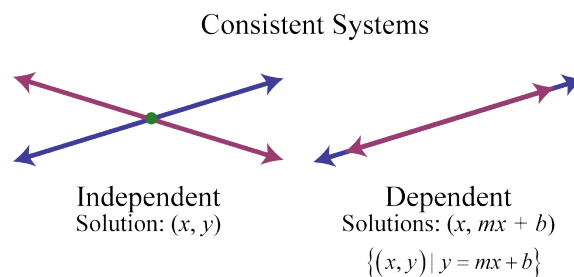 Consistent Systems
Independent
Solution: (x, y)
Dependent
Solutions: (x, mx + b)
{(x, y) | y = mx + b}